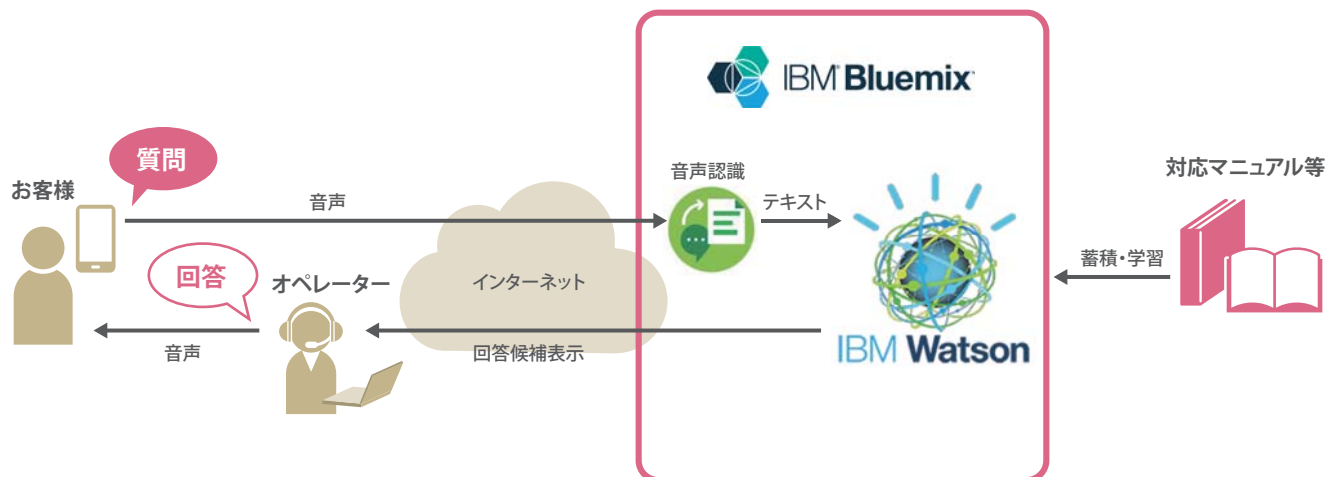 IBM Bluemix
質問
お客様
音声
音声認識
テキスト
対応マニュアル等
回答
オペレーター
インターネット
蓄積・学習
音声
回答候補表示
IBM Watson